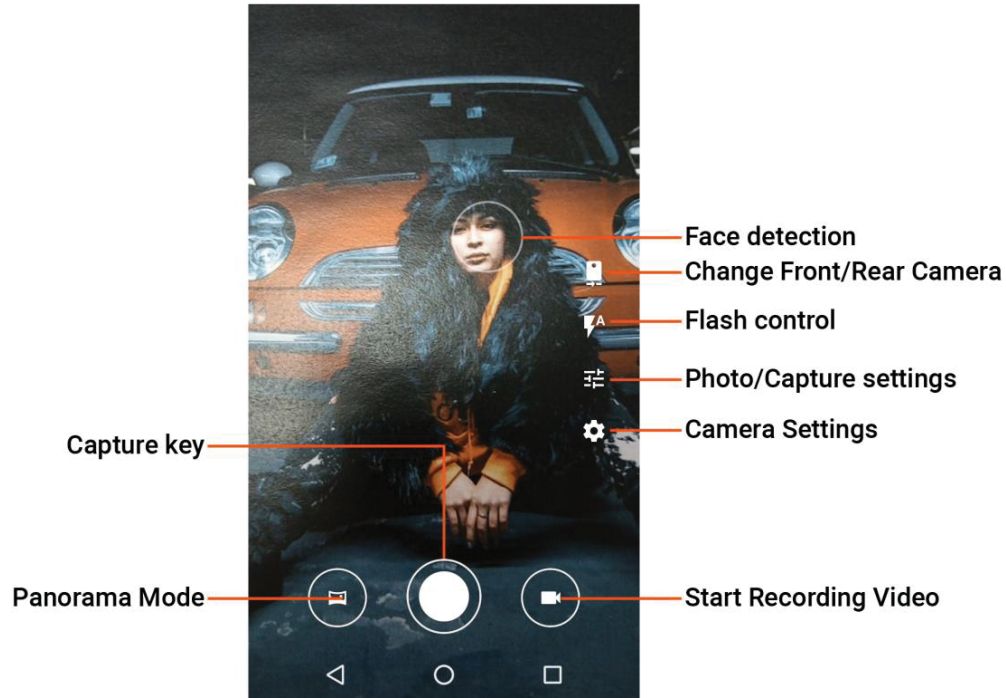 Face detection
Change Front/Rear Camera
A
Flash control
Photo/Capture settings
Camera Settings
Capture key
Panorama Mode
Start Recording Video